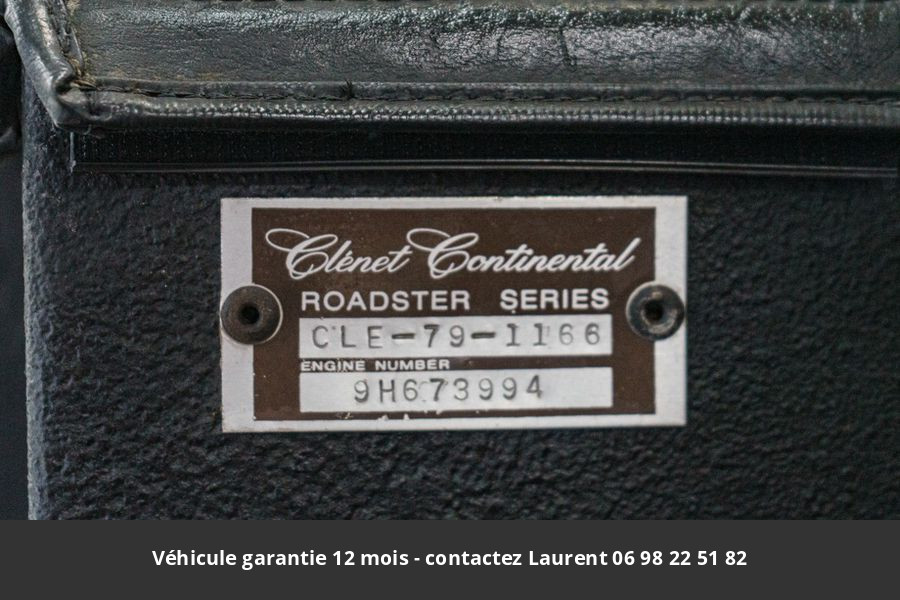 Clénet Continental
ROADSTER SERIES
CLE-79-1166
ENGINE NUMBER
9H673994
Véhicule garantie 12 mois - contactez Laurent 06 98 22 51 82